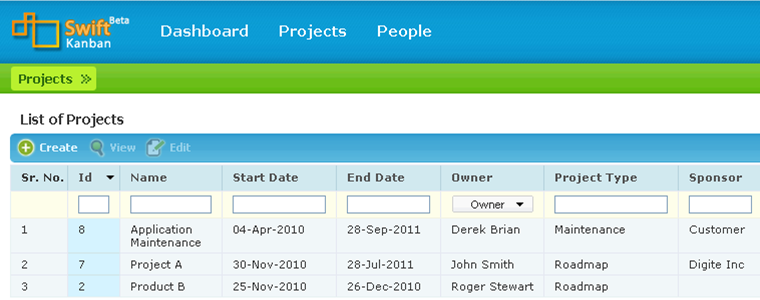 Swift Beta
Kanban
Dashboard Projects People
Projects »
List of Projects
Create View Edit
Sr. No. Id Name Start Date End Date Owner Project Type Sponsor
Owner
1 8 Application Maintenance 04-Apr-2010 28-Sep-2011 Derek Brian Maintenance Customer
2 7 Project A 30-Nov-2010 28-Jul-2011 John Smith Roadmap Digite Inc
3 2 Product B 25-Nov-2010 26-Dec-2010 Roger Stewart Roadmap